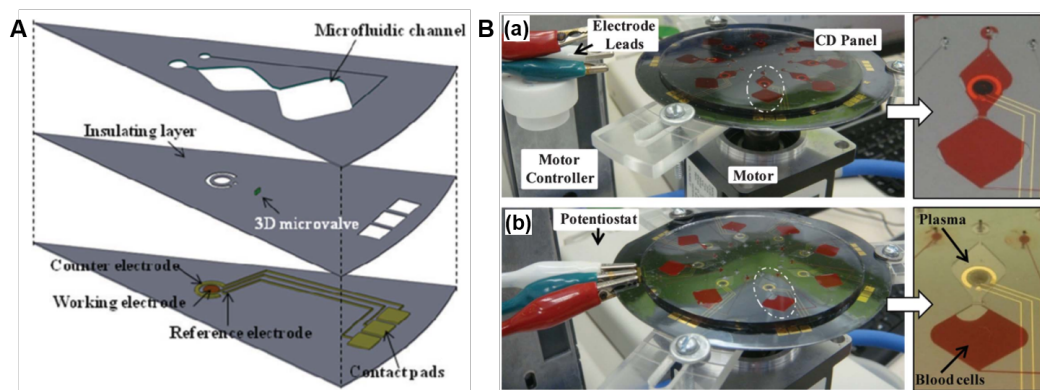 A
Microfluidic channel
Insulating layer
3D microvalve
Counter electrode
Working electrode
Reference electrode
Contact pads
B
(a)
Electrode
Leads
CD Panel
Motor
Controller
Motor
(b)
Potentiostat
Plasma
Blood cells